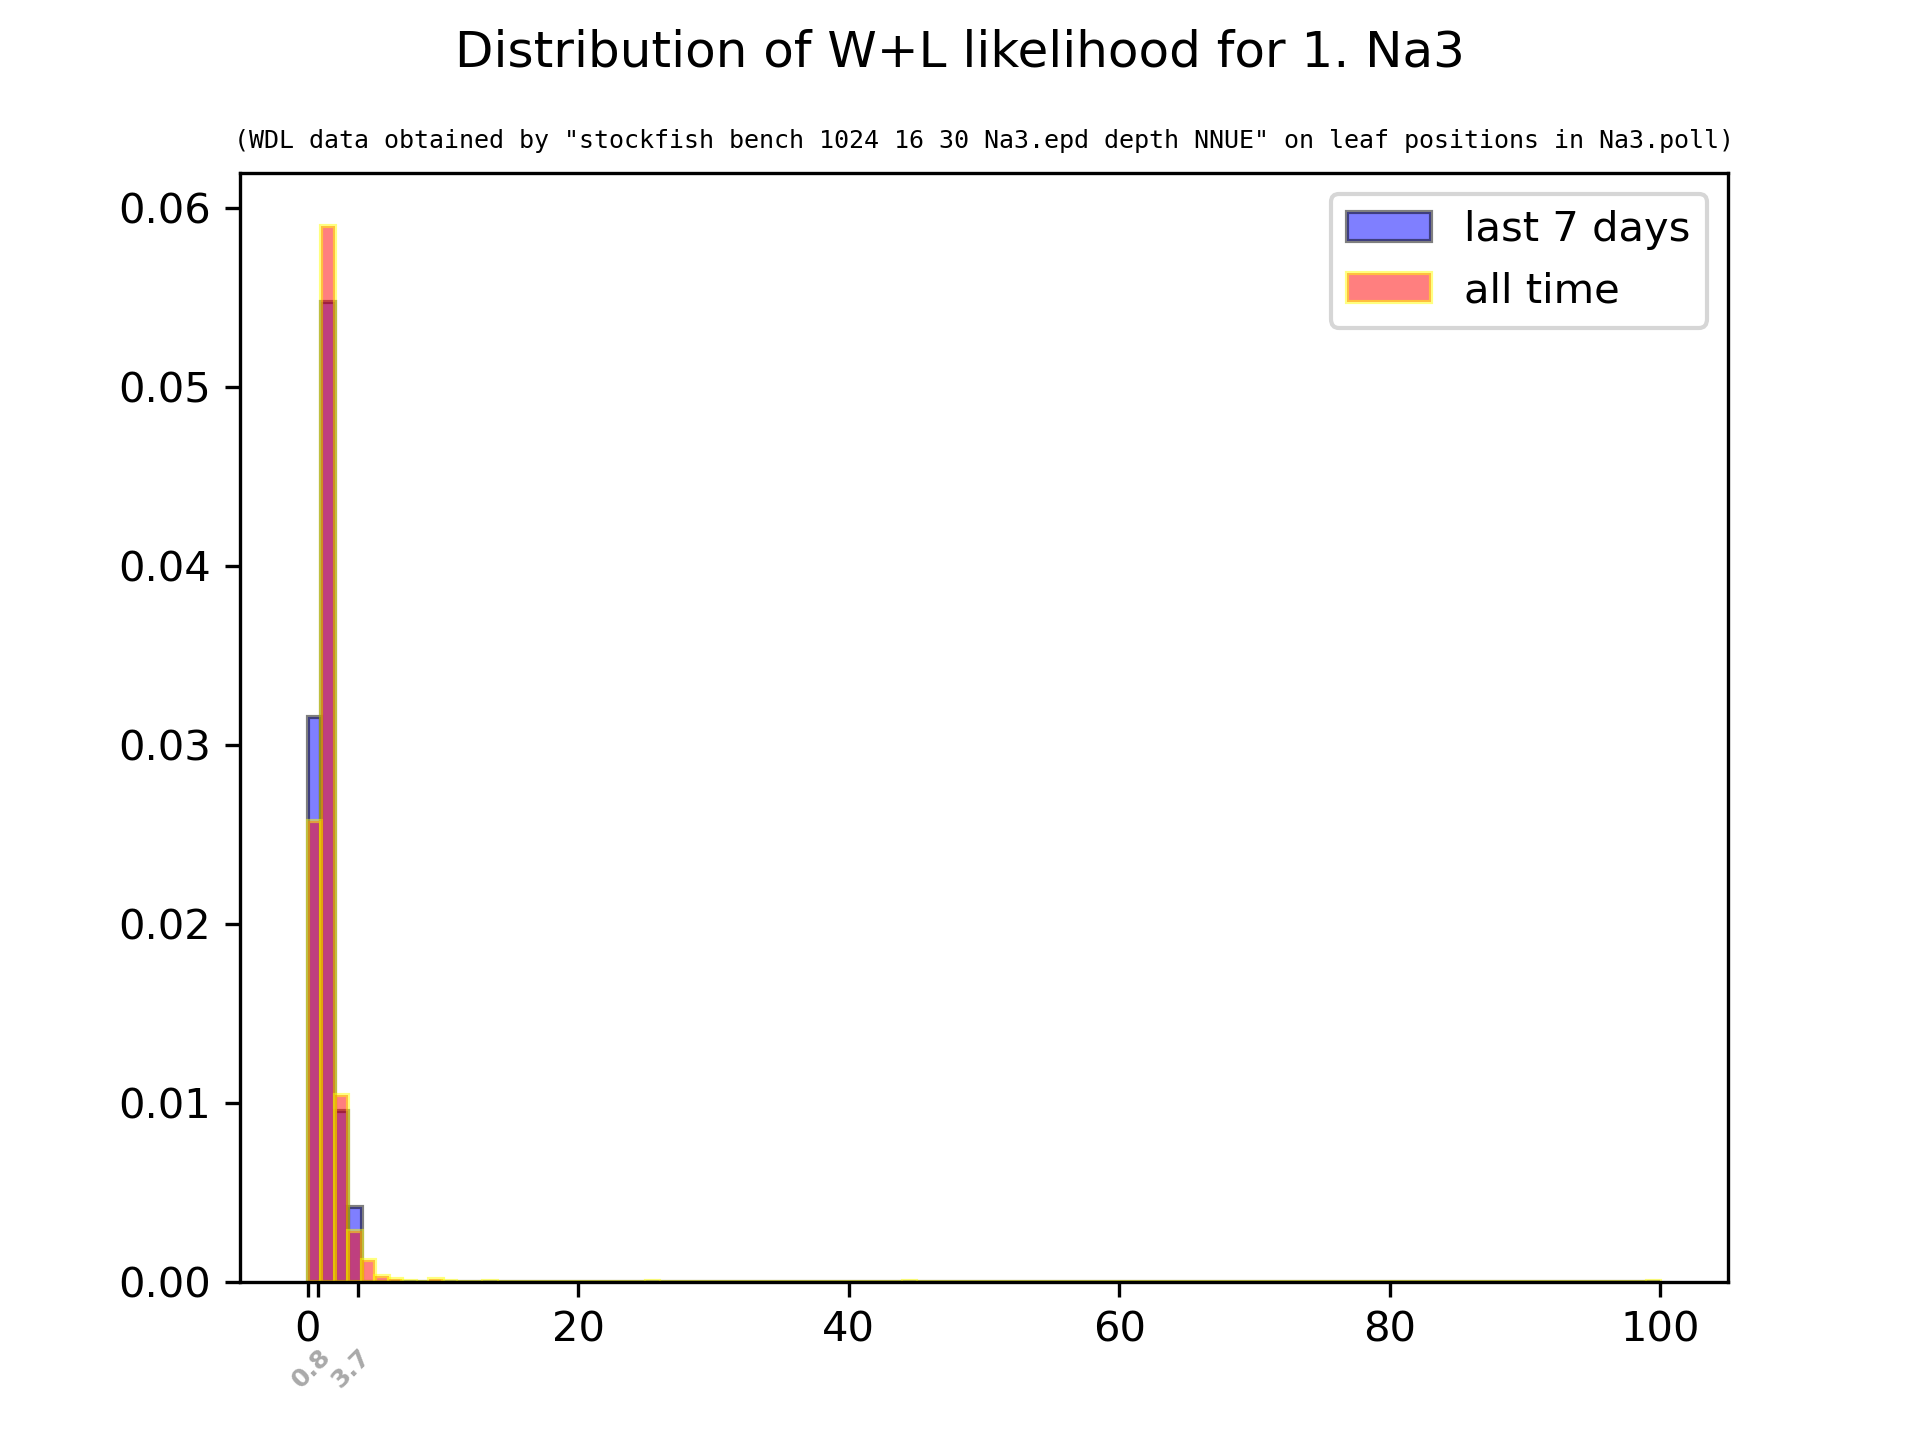 Distribution of W+L likelihood for 1. Na3
(WDL data obtained by "stockfish bench 1024 16 30 Na3.epd depth NNUE" on leaf positions in Na3.poll)
last 7 days
all time
0.06
0.05
0.04
0.03
0.02
0.01
0.00
0 20 40 60 80 100
0.8 3.7